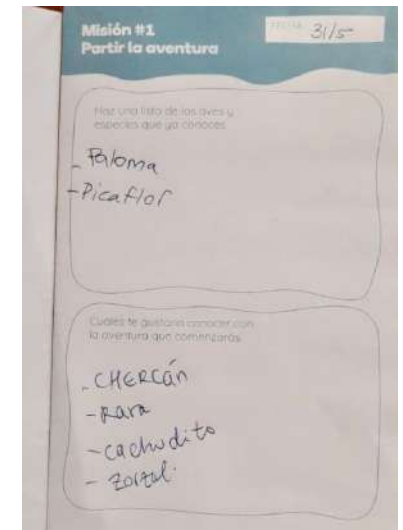 Misión #1
Partir la aventura
FECHA: 31/5
Haz una lista de las aves y
especies que ya conoces
- Paloma
- Picaflor
Cuáles te gustaría conocer con
la aventura que comenzarás
- CHERCÁN
- RARA
- cachudito
- zorzal.